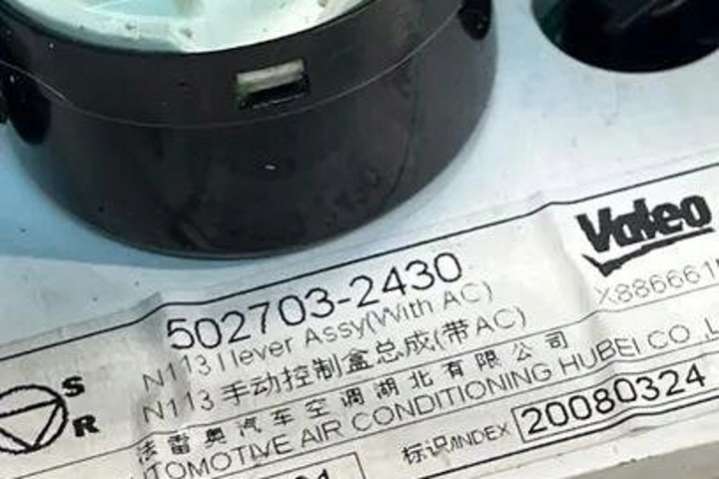 Valeo
502703-2430
X886661
N113 lever Assy(With AC)
N113 手动控制盒总成(带AC)
S
R
法雷奥汽车空调湖北有限公司
TOMOTIVE AIR CONDITIONING HUBEI CO.,L
标识/INDEX 20080324